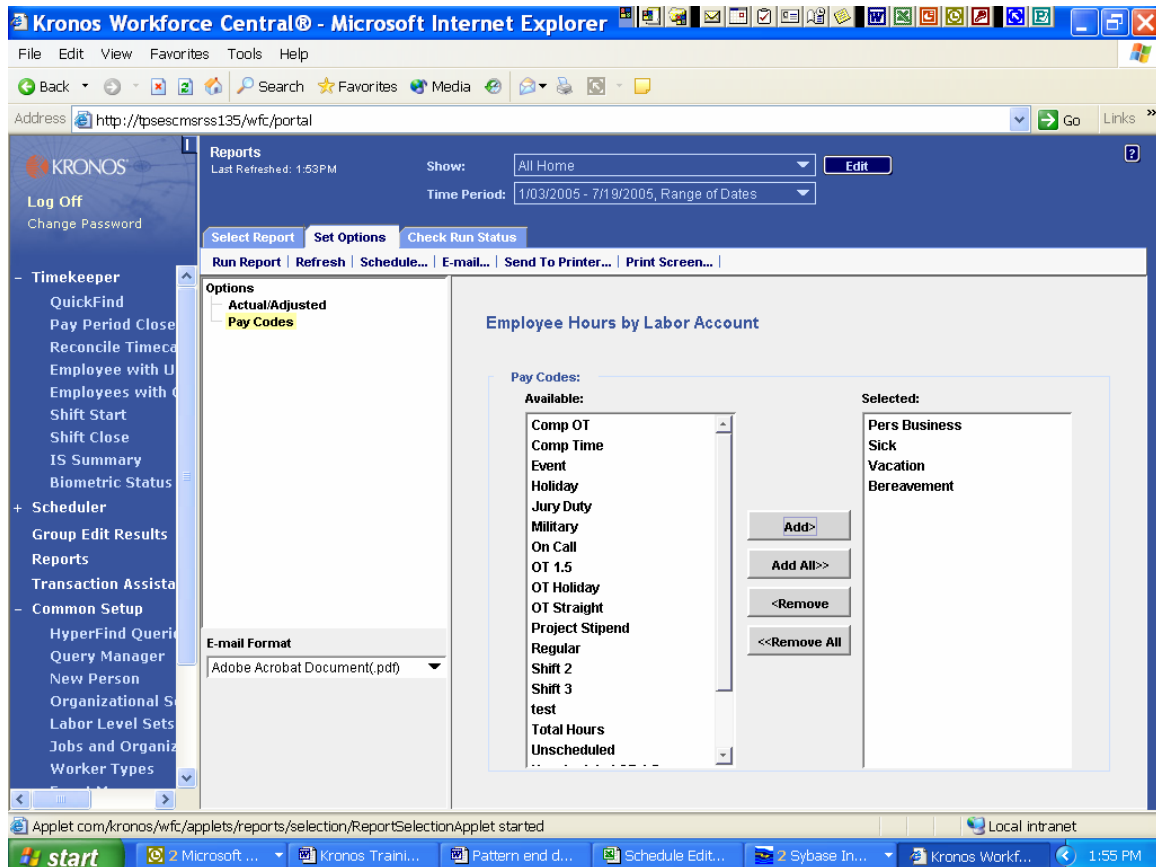 Kronos Workforce Central® - Microsoft Internet Explorer
File Edit View Favorites Tools Help
Back Search Favorites Media
Address http://tpsescmsrss135/wfc/portal Go Links »
KRONOS
Log Off
Change Password
Reports
Last Refreshed: 1:53PM
Show: All Home Edit
Time Period: 1/03/2005 - 7/19/2005, Range of Dates
Select Report Set Options Check Run Status
Run Report | Refresh | Schedule... | E-mail... | Send To Printer... | Print Screen... |
− Timekeeper
QuickFind
Pay Period Close
Reconcile Timeca
Employee with U
Employees with
Shift Start
Shift Close
IS Summary
Biometric Status
+ Scheduler
Group Edit Results
Reports
Transaction Assista
− Common Setup
HyperFind Queri
Query Manager
New Person
Organizational S
Labor Level Sets
Jobs and Organiz
Worker Types
Options
Actual/Adjusted
Pay Codes
E-mail Format
Adobe Acrobat Document(.pdf)
Employee Hours by Labor Account
Pay Codes:
Available:
Comp OT
Comp Time
Event
Holiday
Jury Duty
Military
On Call
OT 1.5
OT Holiday
OT Straight
Project Stipend
Regular
Shift 2
Shift 3
test
Total Hours
Unscheduled
Add>
Add All>>
<Remove
<<Remove All
Selected:
Pers Business
Sick
Vacation
Bereavement
Applet com/kronos/wfc/applets/reports/selection/ReportSelectionApplet started Local intranet
start 2 Microsoft ... Kronos Traini... Pattern end d... Schedule Edit... 2 Sybase In... Kronos Workf... 1:55 PM